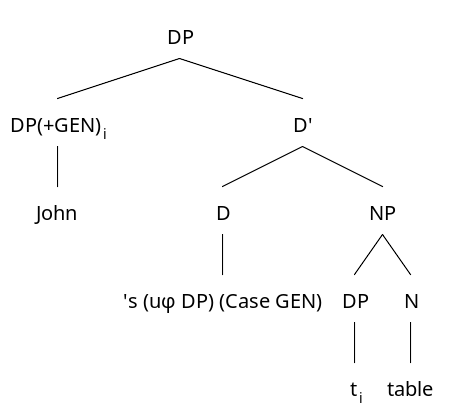 DP
DP(+GEN)i D'
John D NP
's (uφ DP) (Case GEN) DP N
ti table